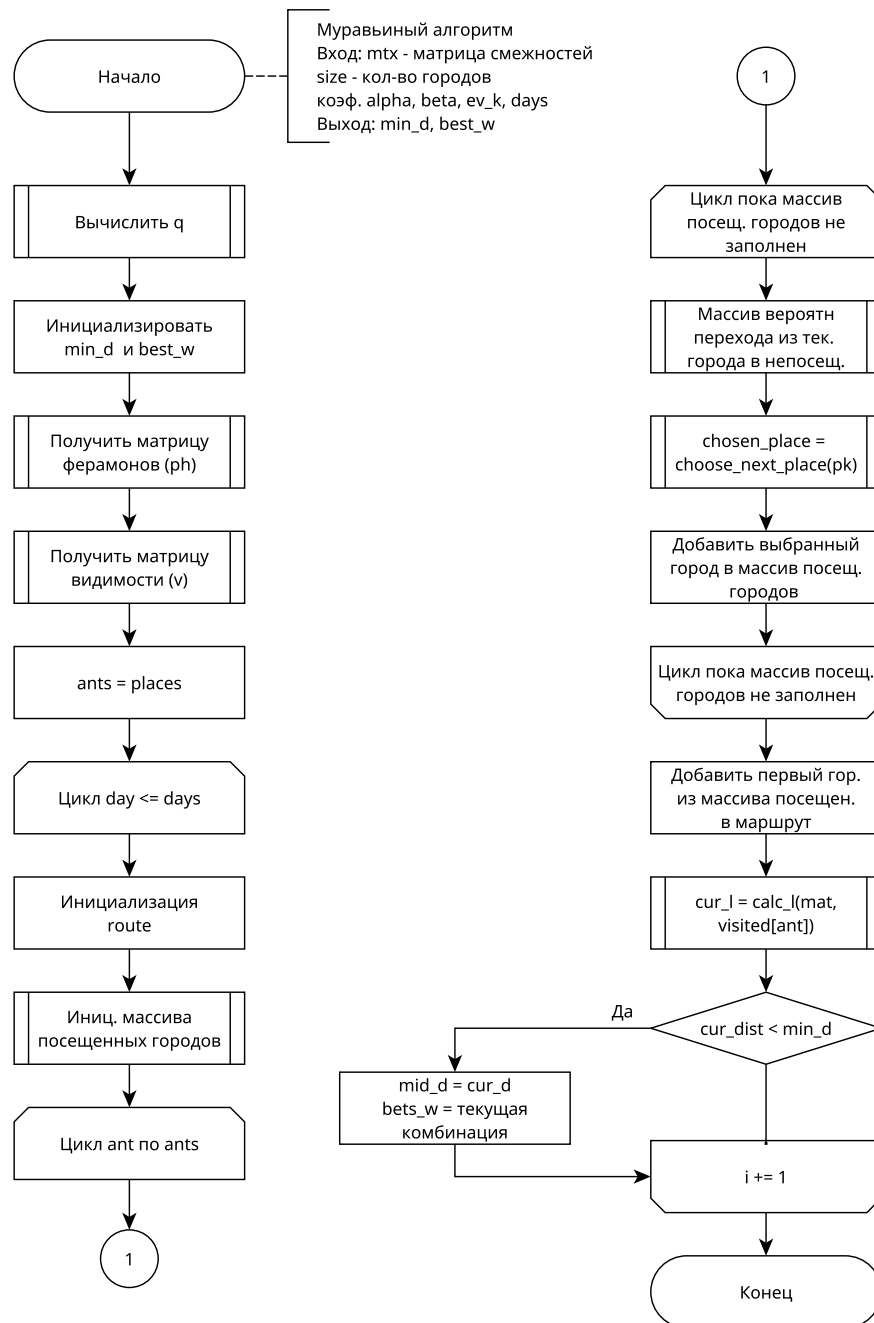 Начало
Муравьиный алгоритм
Вход: mtx - матрица смежностей
size - кол-во городов
коэф. alpha, beta, ev_k, days
Выход: min_d, best_w
Вычислить q
Инициализировать
min_d и best_w
Получить матрицу
ферамонов (ph)
Получить матрицу
видимости (v)
ants = places
Цикл day <= days
Инициализация
route
Иниц. массива
посещенных городов
Цикл ant по ants
1
1
Цикл пока массив
посещ. городов не
заполнен
Массив вероятн
перехода из тек.
города в непосещ.
chosen_place =
choose_next_place(pk)
Добавить выбранный
город в массив посещ.
городов
Цикл пока массив посещ.
городов не заполнен
Добавить первый гор.
из массива посещен.
в маршрут
cur_l = calc_l(mat,
visited[ant])
cur_dist < min_d
Да
mid_d = cur_d
bets_w = текущая
комбинация
i += 1
Конец